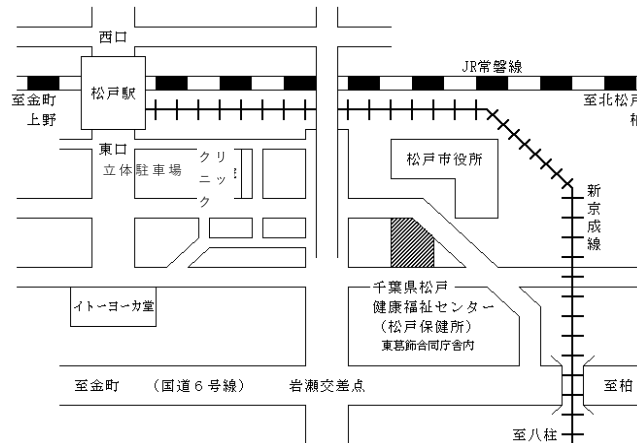 西口
JR常磐線
松戸駅
至金町
上野
至北松戸
柏
東口
立体駐車場
クリ
ニッ
ク
松戸市役所
新京成線
千葉県松戸
健康福祉センター
（松戸保健所）
東葛飾合同庁舎内
イトーヨーカ堂
至金町
（国道６号線）
岩瀬交差点
至柏
至八柱